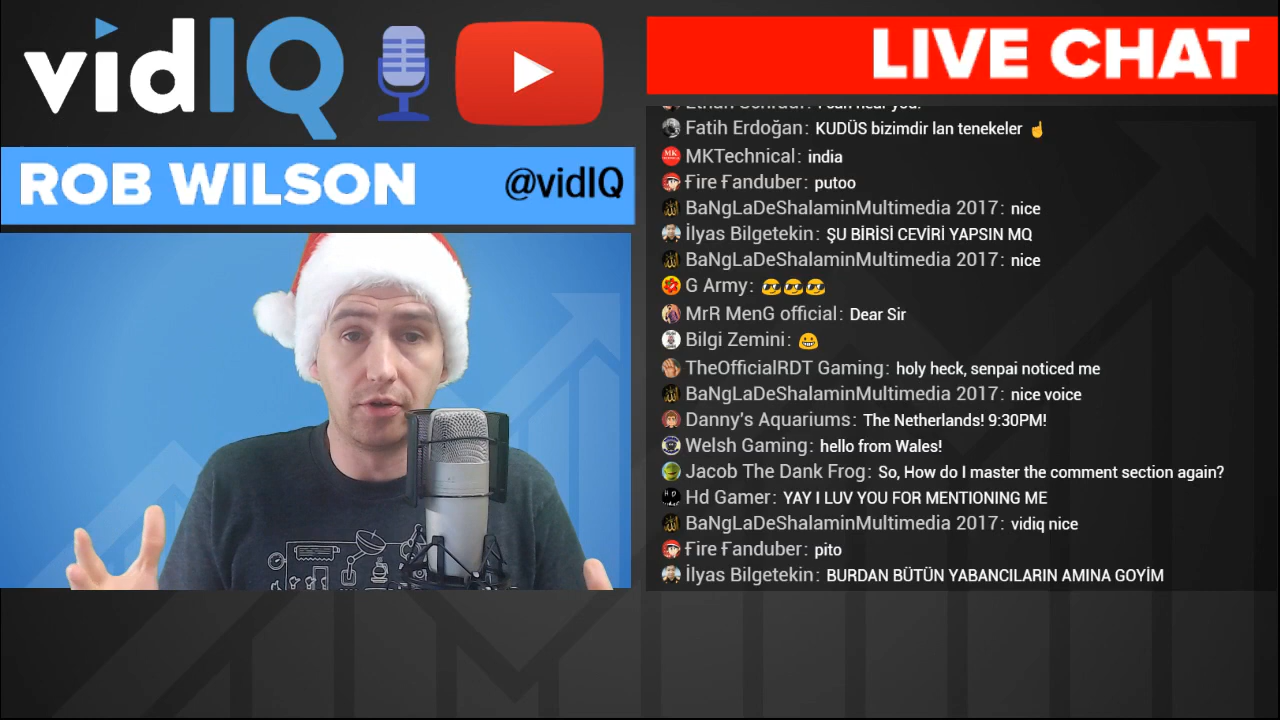 vidIQ
ROB WILSON
@vidIQ
LIVE CHAT
Fatih Erdoğan: KUDÜS bizimdir lan tenekeler ☝
MKTechnical: india
Ғire Ғanduber: putoo
BaNgLaDeShalaminMultimedia 2017: nice
İlyas Bilgetekin: ŞU BİRİSİ CEVİRİ YAPSIN MQ
BaNgLaDeShalaminMultimedia 2017: nice
G Army: 😎😎😎
MrR MenG official: Dear Sir
Bilgi Zemini: 😀
TheOfficialRDT Gaming: holy heck, senpai noticed me
BaNgLaDeShalaminMultimedia 2017: nice voice
Danny's Aquariums: The Netherlands! 9:30PM!
Welsh Gaming: hello from Wales!
Jacob The Dank Frog: So, How do I master the comment section again?
Hd Gamer: YAY I LUV YOU FOR MENTIONING ME
BaNgLaDeShalaminMultimedia 2017: vidiq nice
Ғire Ғanduber: pito
İlyas Bilgetekin: BURDAN BÜTÜN YABANCILARIN AMINA GOYİM